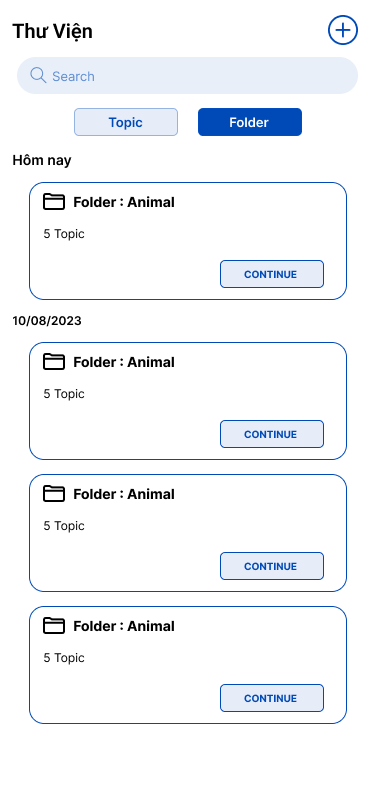 Thư Viện
Search
Topic
Folder
Hôm nay
Folder : Animal
5 Topic
CONTINUE
10/08/2023
Folder : Animal
5 Topic
CONTINUE
Folder : Animal
5 Topic
CONTINUE
Folder : Animal
5 Topic
CONTINUE